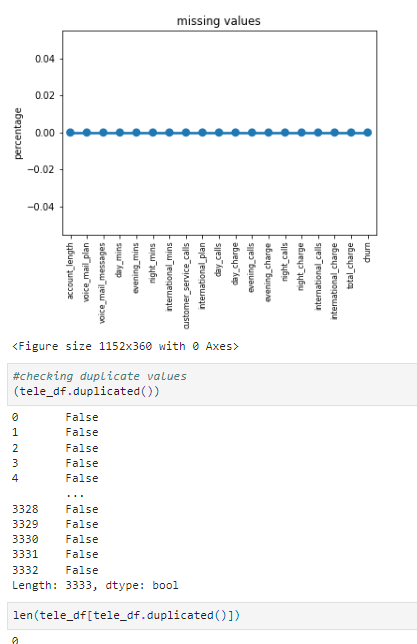 missing values
0.04
0.02
0.00
−0.02
−0.04
percentage
account_length
voice_mail_plan
voice_mail_messages
day_mins
evening_mins
night_mins
international_mins
customer_service_calls
international_plan
day_calls
day_charge
evening_calls
evening_charge
night_calls
night_charge
international_calls
international_charge
total_charge
churn
<Figure size 1152x360 with 0 Axes>
#checking duplicate values
(tele_df.duplicated())
0 False
1 False
2 False
3 False
4 False
...
3328 False
3329 False
3330 False
3331 False
3332 False
Length: 3333, dtype: bool
len(tele_df[tele_df.duplicated()])
0